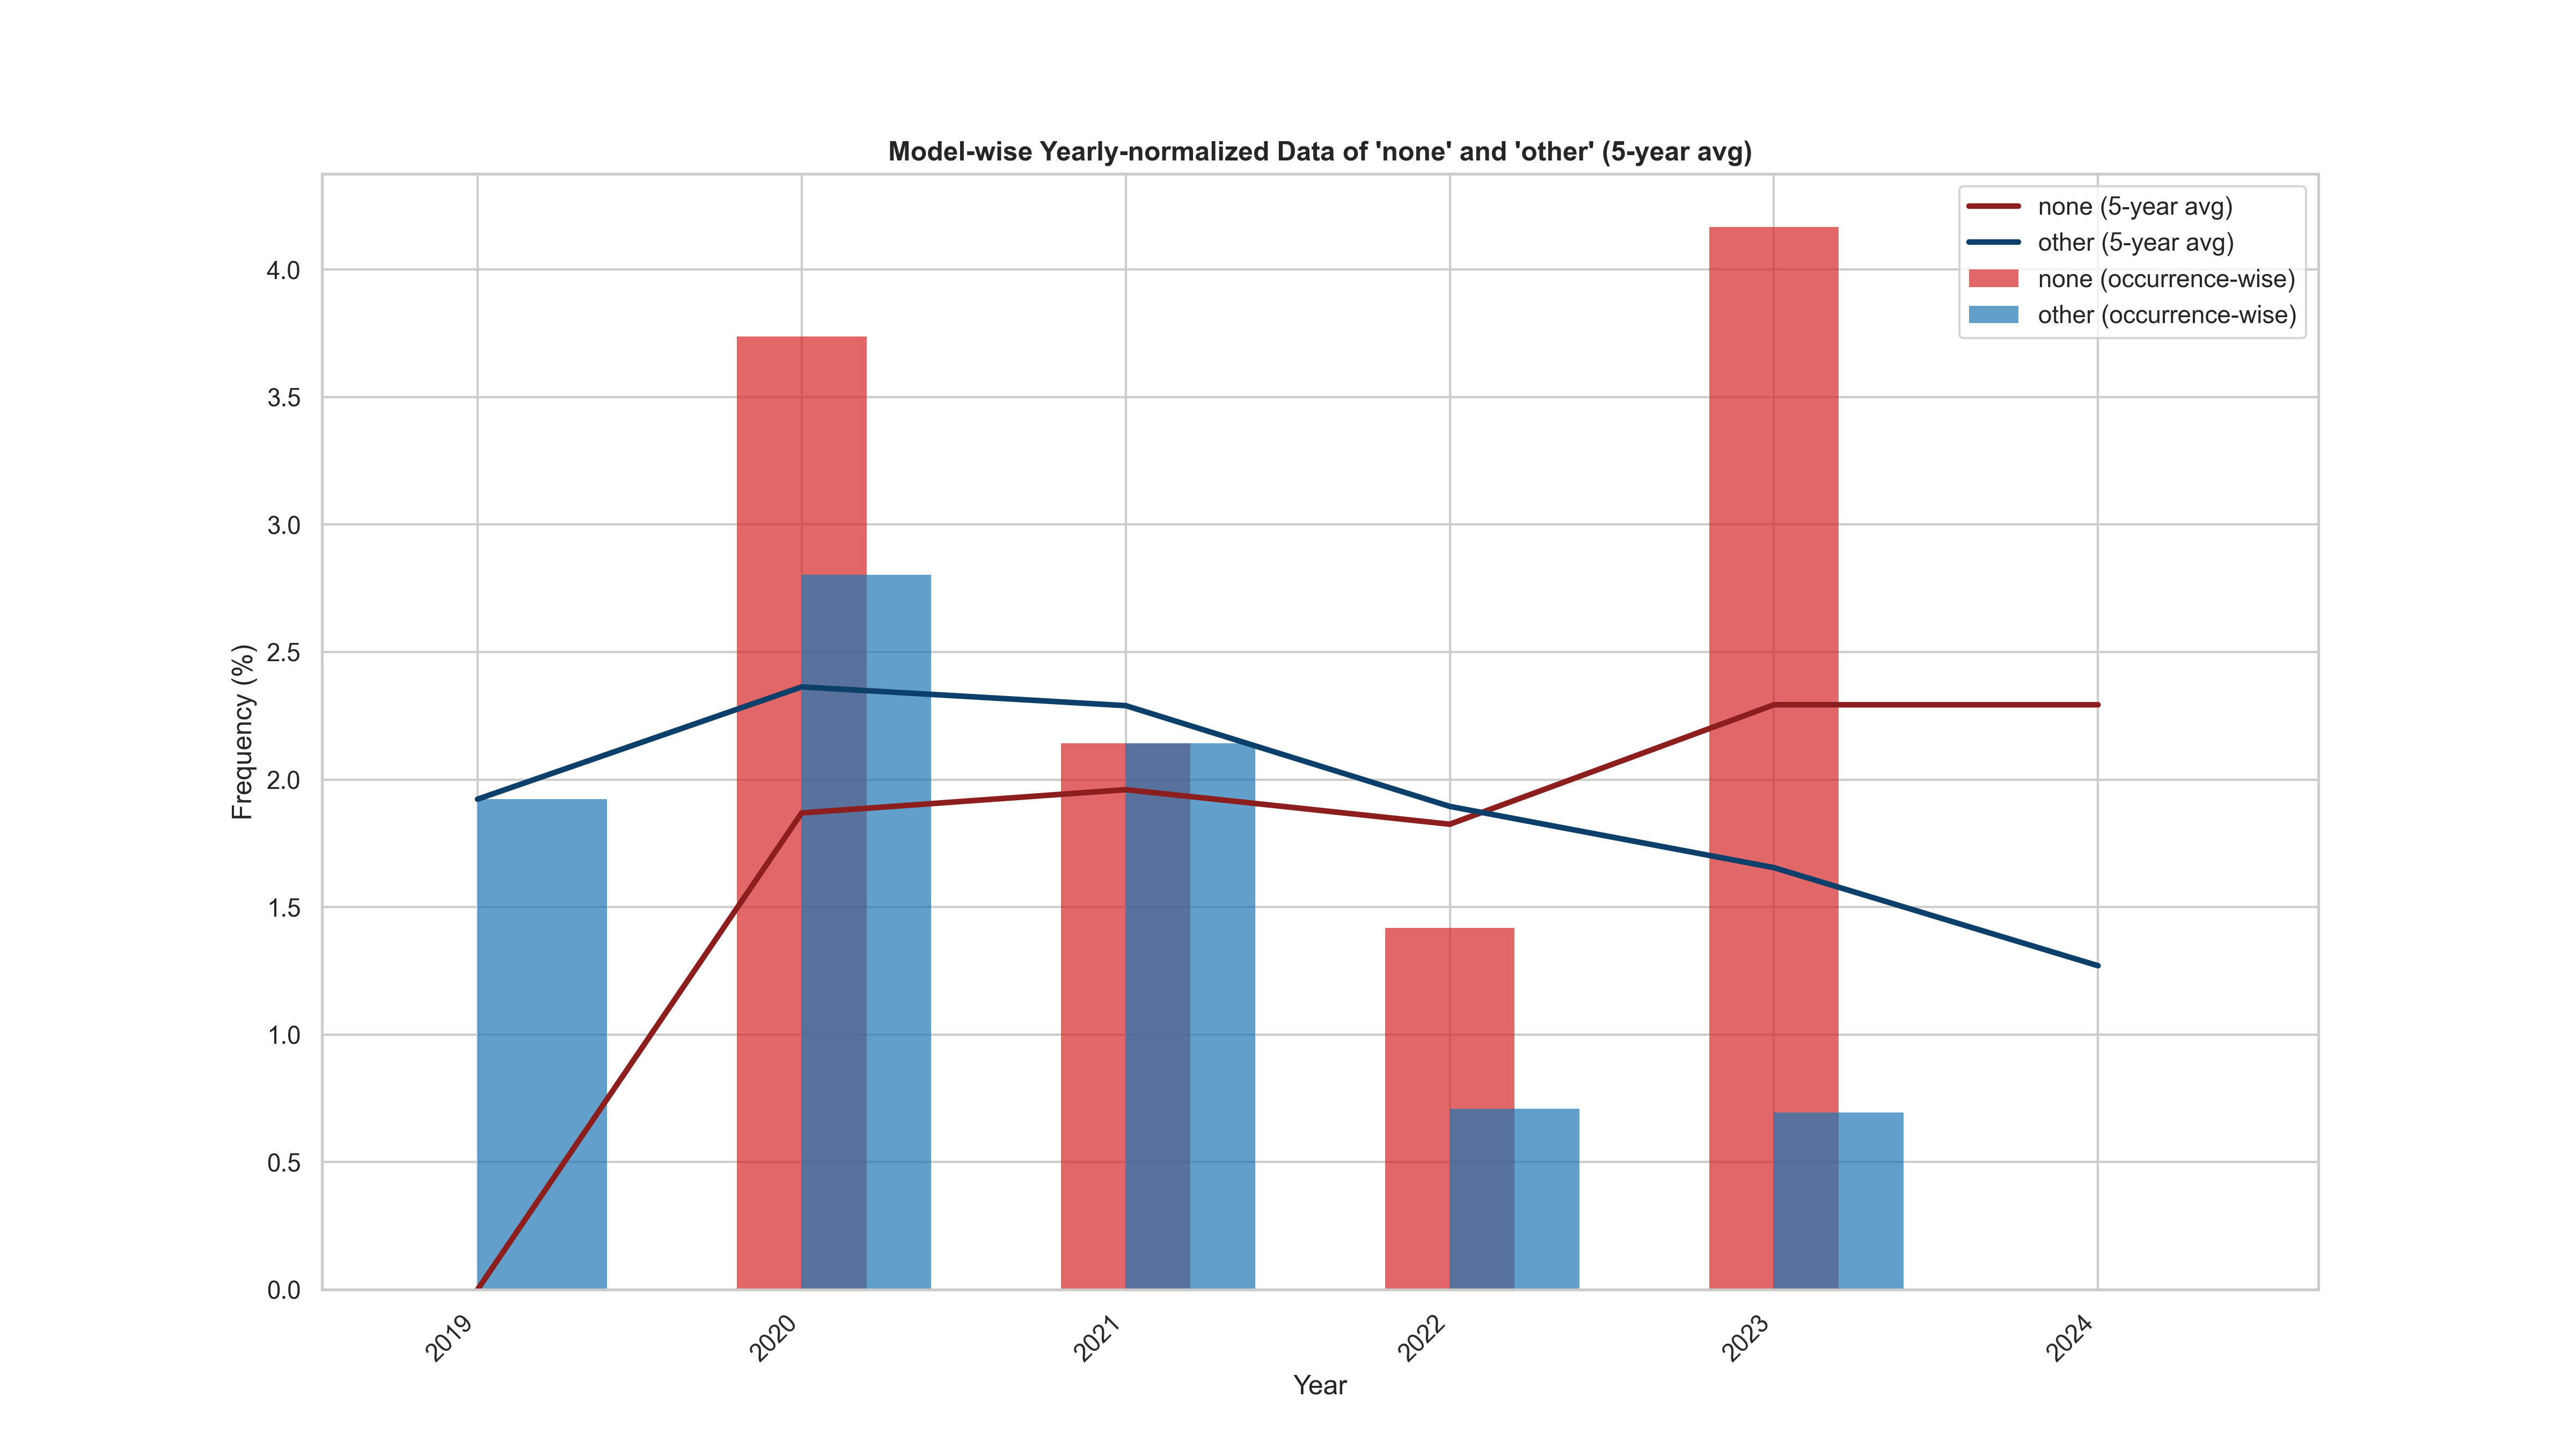 Model-wise Yearly-normalized Data of 'none' and 'other' (5-year avg)
none (5-year avg)
other (5-year avg)
none (occurrence-wise)
other (occurrence-wise)
Frequency (%)
4.0
3.5
3.0
2.5
2.0
1.5
1.0
0.5
0.0
2019
2020
2021
2022
2023
2024
Year